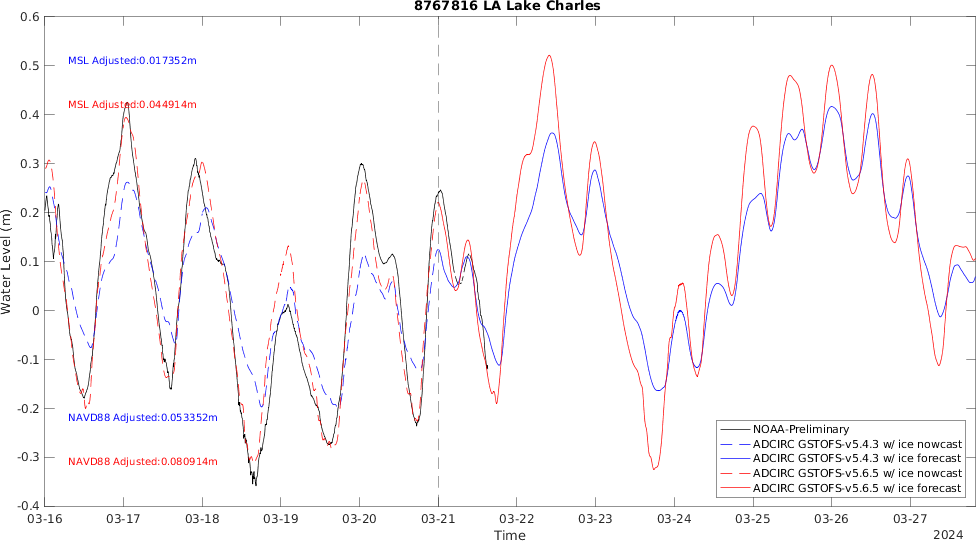 8767816 LA Lake Charles
0.6
0.5
0.4
0.3
0.2
0.1
0
-0.1
-0.2
-0.3
-0.4
Water Level (m)
MSL Adjusted:0.017352m
MSL Adjusted:0.044914m
NAVD88 Adjusted:0.053352m
NAVD88 Adjusted:0.080914m
NOAA-Preliminary
ADCIRC GSTOFS-v5.4.3 w/ ice nowcast
ADCIRC GSTOFS-v5.4.3 w/ ice forecast
ADCIRC GSTOFS-v5.6.5 w/ ice nowcast
ADCIRC GSTOFS-v5.6.5 w/ ice forecast
03-16 03-17 03-18 03-19 03-20 03-21 03-22 03-23 03-24 03-25 03-26 03-27
Time
2024